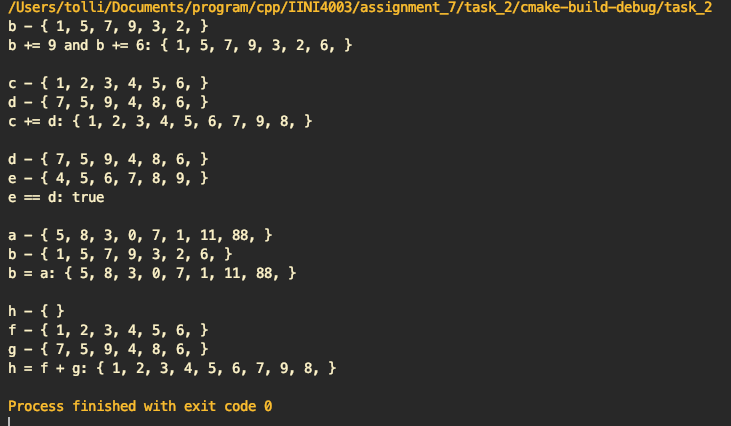 /Users/tolli/Documents/program/cpp/IINI4003/assignment_7/task_2/cmake-build-debug/task_2
b - { 1, 5, 7, 9, 3, 2, }
b += 9 and b += 6: { 1, 5, 7, 9, 3, 2, 6, }
c - { 1, 2, 3, 4, 5, 6, }
d - { 7, 5, 9, 4, 8, 6, }
c += d: { 1, 2, 3, 4, 5, 6, 7, 9, 8, }
d - { 7, 5, 9, 4, 8, 6, }
e - { 4, 5, 6, 7, 8, 9, }
e == d: true
a - { 5, 8, 3, 0, 7, 1, 11, 88, }
b - { 1, 5, 7, 9, 3, 2, 6, }
b = a: { 5, 8, 3, 0, 7, 1, 11, 88, }
h - { }
f - { 1, 2, 3, 4, 5, 6, }
g - { 7, 5, 9, 4, 8, 6, }
h = f + g: { 1, 2, 3, 4, 5, 6, 7, 9, 8, }
Process finished with exit code 0